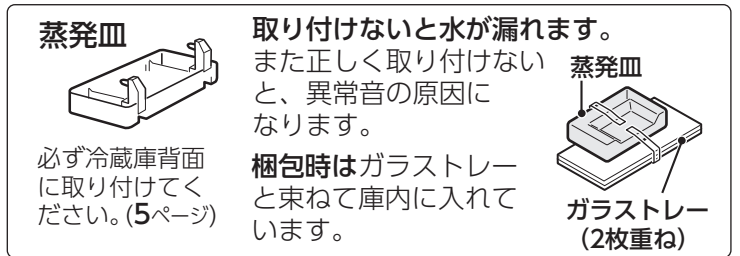 蒸発皿
必ず冷蔵庫背面
に取り付けてく
ださい。(5ページ)
取り付けないと水が漏れます。
また正しく取り付けない
と、異常音の原因に
なります。
梱包時はガラストレー
と束ねて庫内に入れて
います。
蒸発皿
ガラストレー
(2枚重ね)